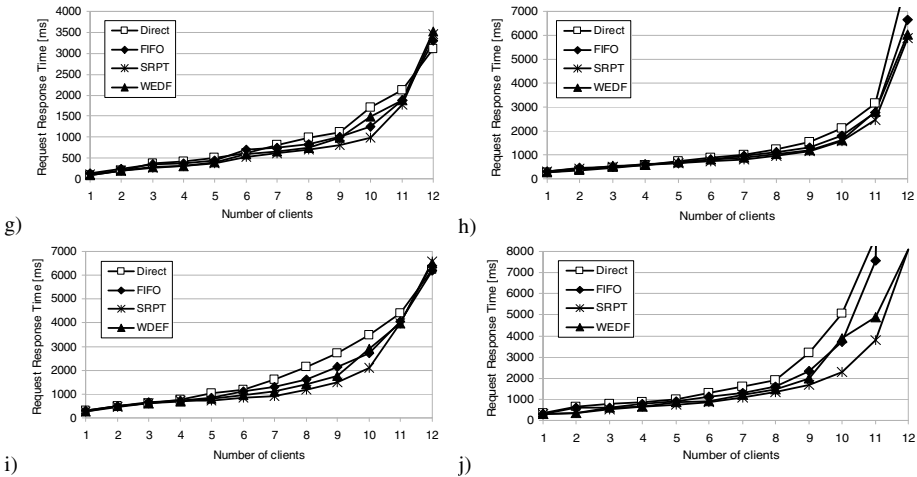 Request Response Time [ms]
4000
3500
3000
2500
2000
1500
1000
500
0
Direct
FIFO
SRPT
WEDF
1 2 3 4 5 6 7 8 9 10 11 12
Number of clients
g)
Request Response Time [ms]
7000
6000
5000
4000
3000
2000
1000
0
Direct
FIFO
SRPT
WEDF
1 2 3 4 5 6 7 8 9 10 11 12
Number of clients
h)
Request Response Time [ms]
7000
6000
5000
4000
3000
2000
1000
0
Direct
FIFO
SRPT
WDEF
1 2 3 4 5 6 7 8 9 10 11 12
Number of clients
i)
Request Response Time [ms]
8000
7000
6000
5000
4000
3000
2000
1000
0
Direct
FIFO
SRPT
WEDF
1 2 3 4 5 6 7 8 9 10 11 12
Number of clients
j)